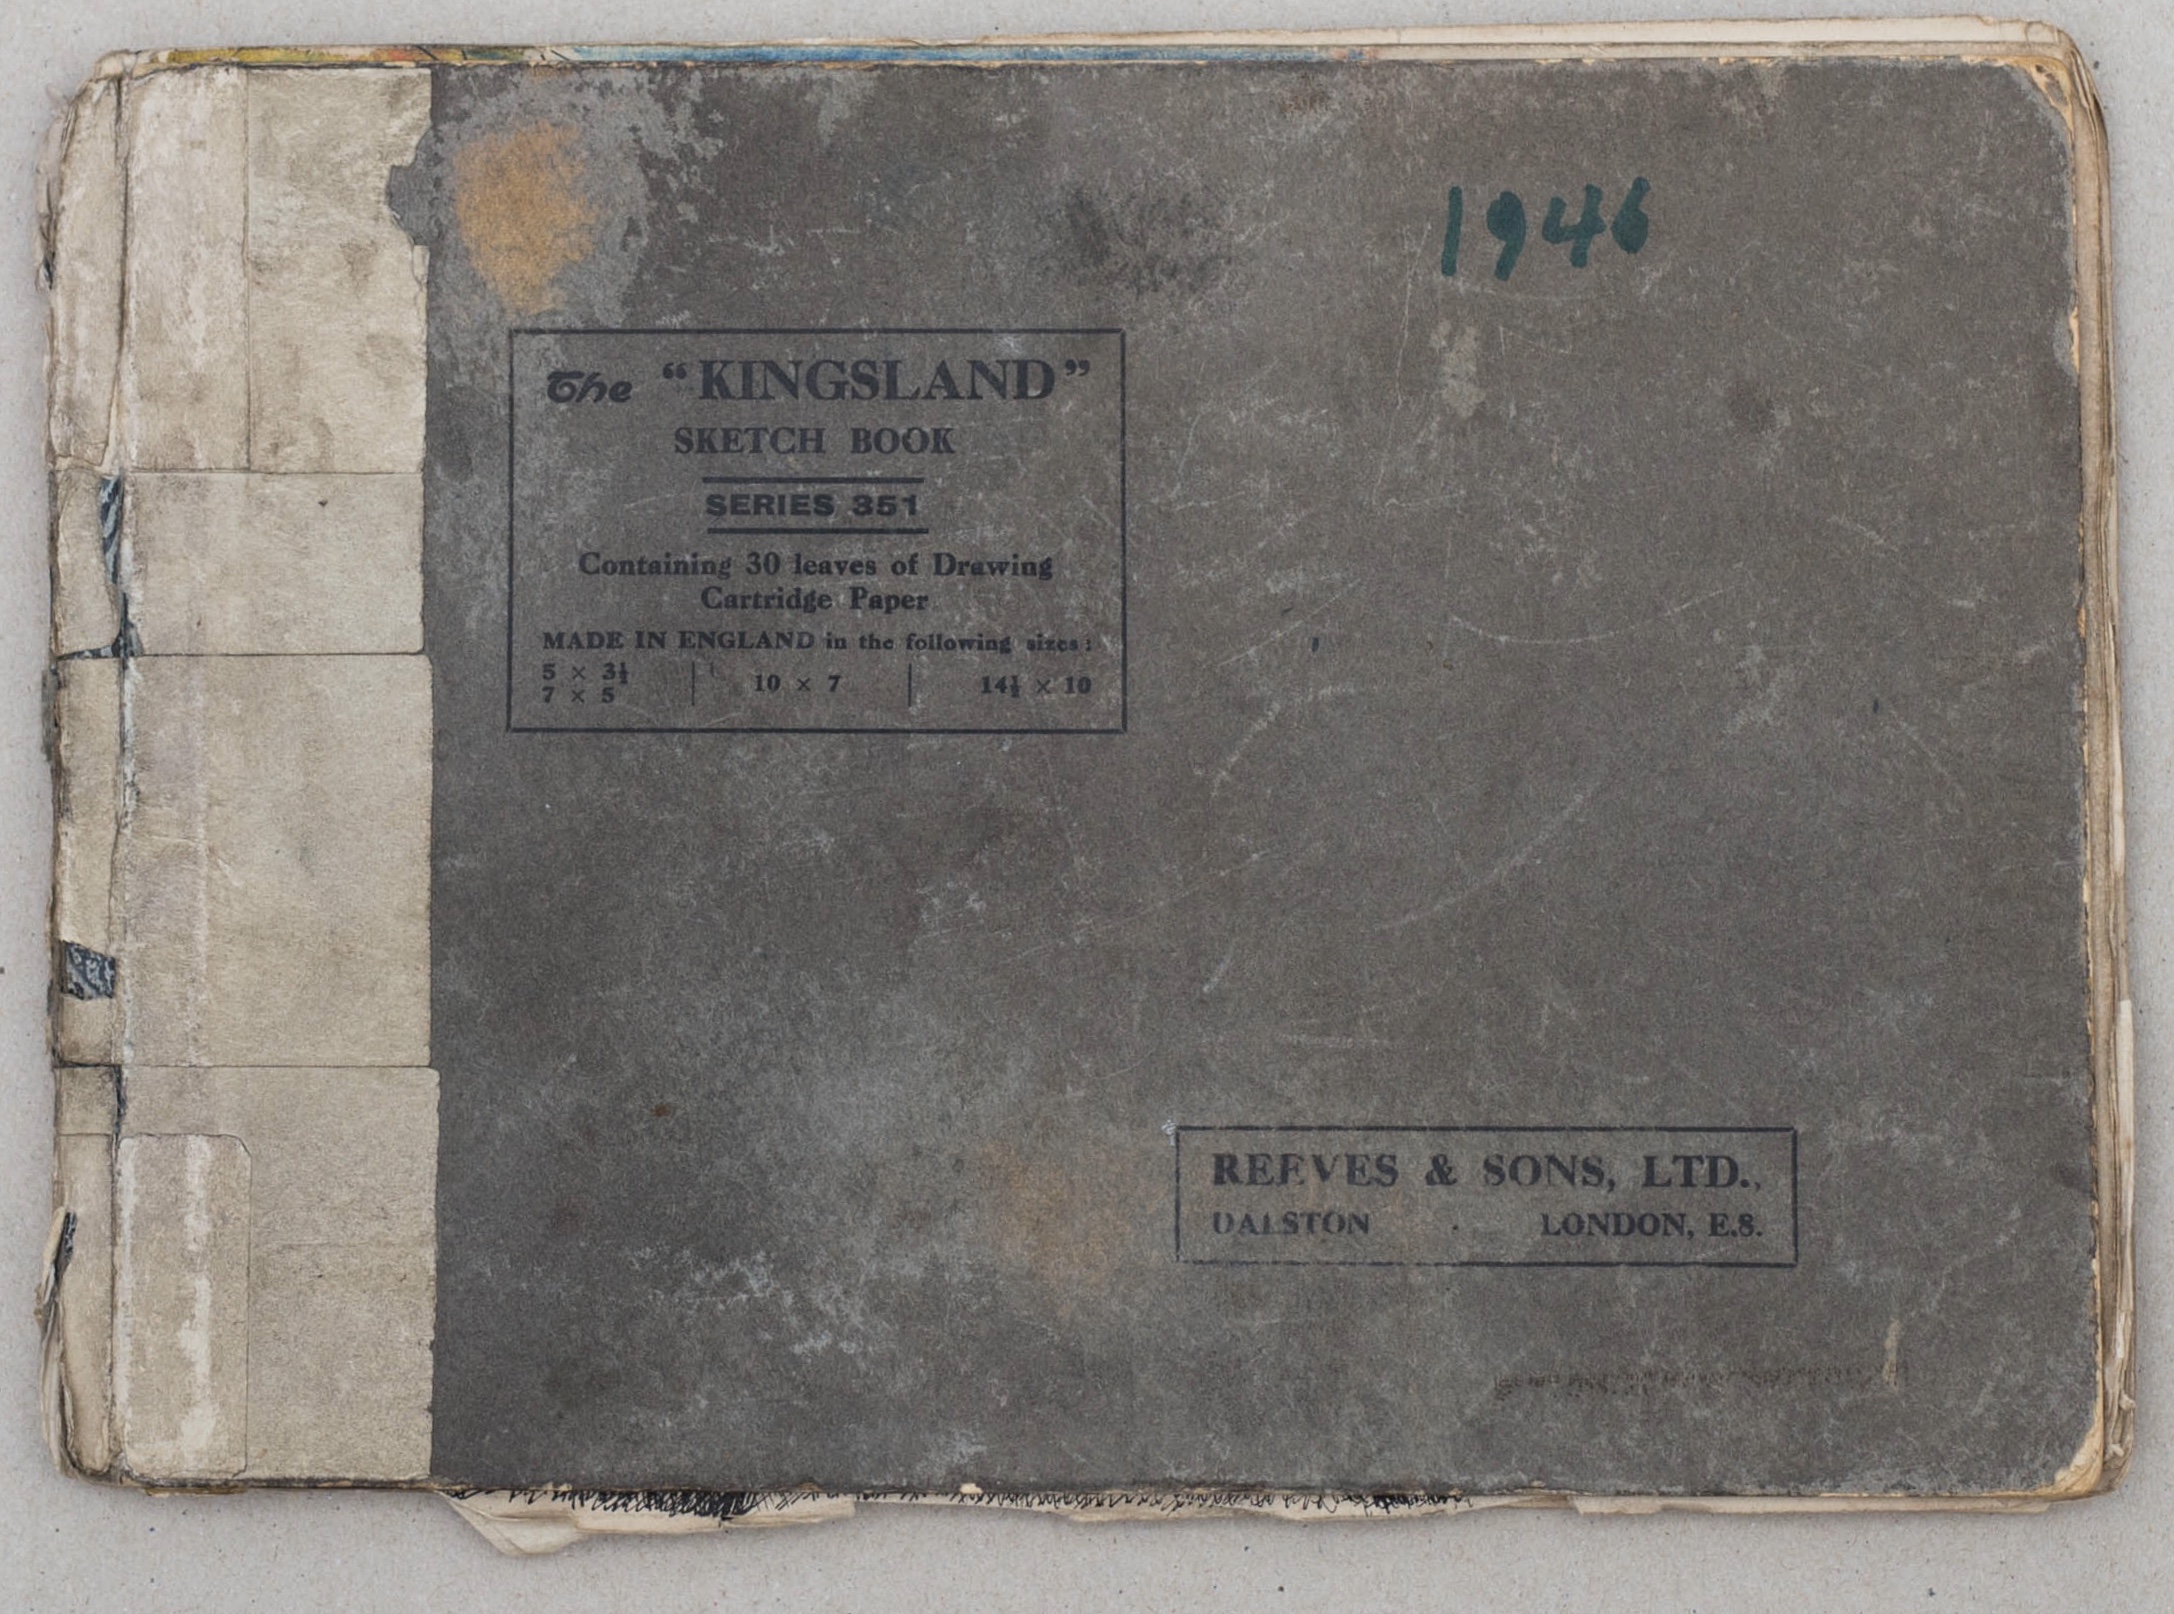 1946
The "KINGSLAND"
SKETCH BOOK
SERIES 351
Containing 30 leaves of Drawing
Cartridge Paper
MADE IN ENGLAND in the following sizes:
5 × 3½ | 10 × 7 | 14½ × 10
7 × 5
REEVES & SONS, LTD.,
DALSTON · LONDON, E.8.